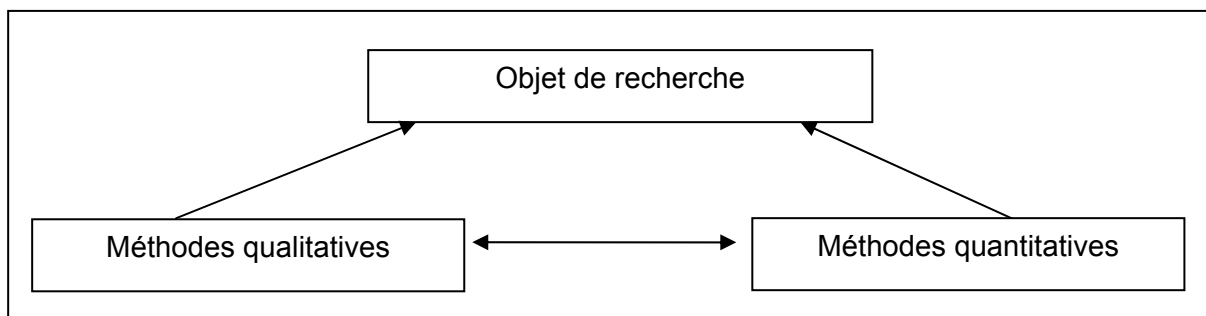 Objet de recherche
Méthodes qualitatives
Méthodes quantitatives